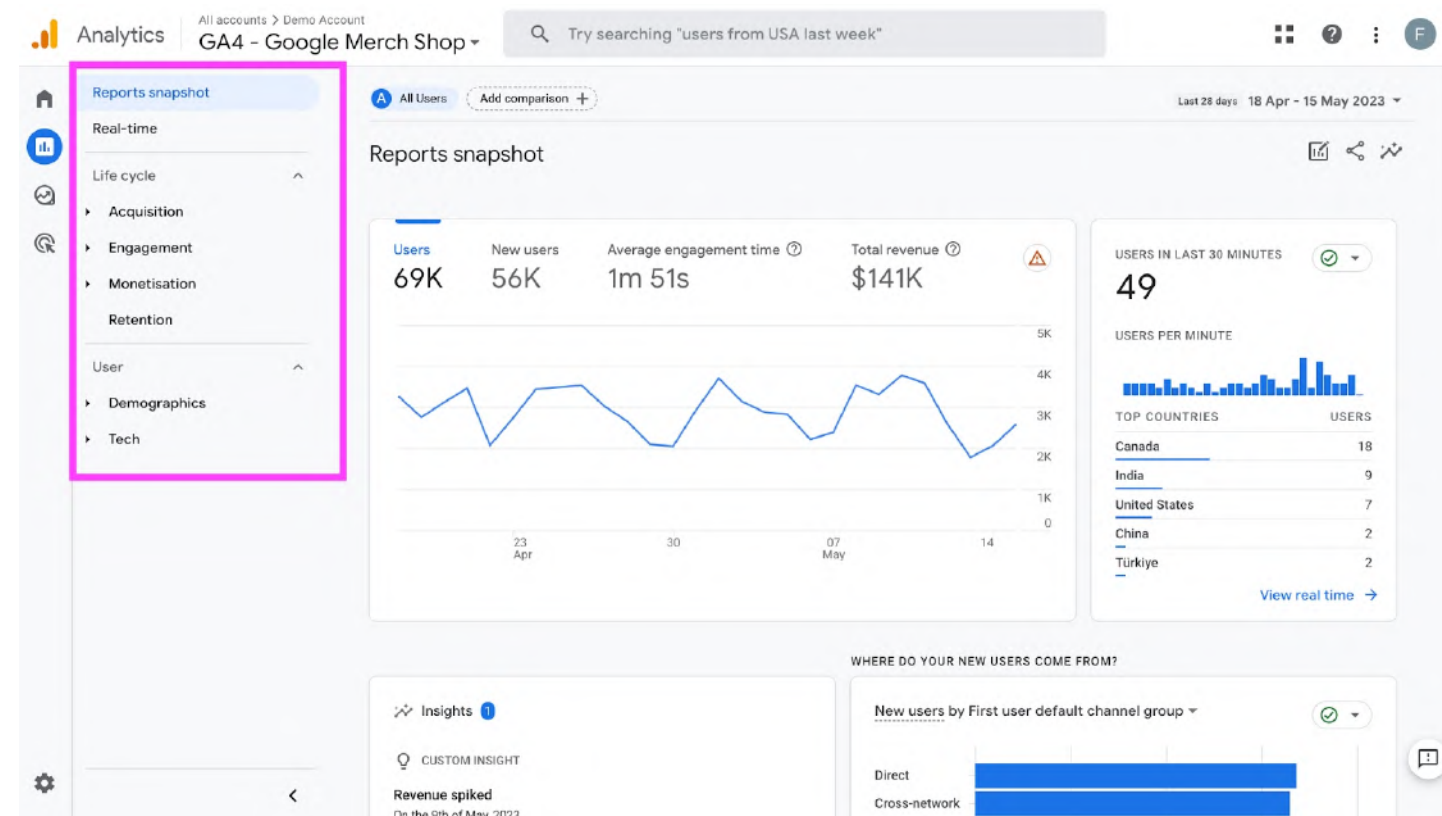 All accounts > Demo Account
Analytics
GA4 - Google Merch Shop
Try searching "users from USA last week"
F
Reports snapshot
Real-time
Life cycle
Acquisition
Engagement
Monetisation
Retention
User
Demographics
Tech
A All Users
Add comparison +
Last 28 days 18 Apr - 15 May 2023
Reports snapshot
Users
69K
New users
56K
Average engagement time
1m 51s
Total revenue
$141K
5K
4K
3K
2K
1K
0
23 Apr
30
07 May
14
USERS IN LAST 30 MINUTES
49
USERS PER MINUTE
TOP COUNTRIES USERS
Canada 18
India 9
United States 7
China 2
Türkiye 2
View real time
Insights 1
CUSTOM INSIGHT
Revenue spiked
On the 9th of May, 2023
WHERE DO YOUR NEW USERS COME FROM?
New users by First user default channel group
Direct
Cross-network